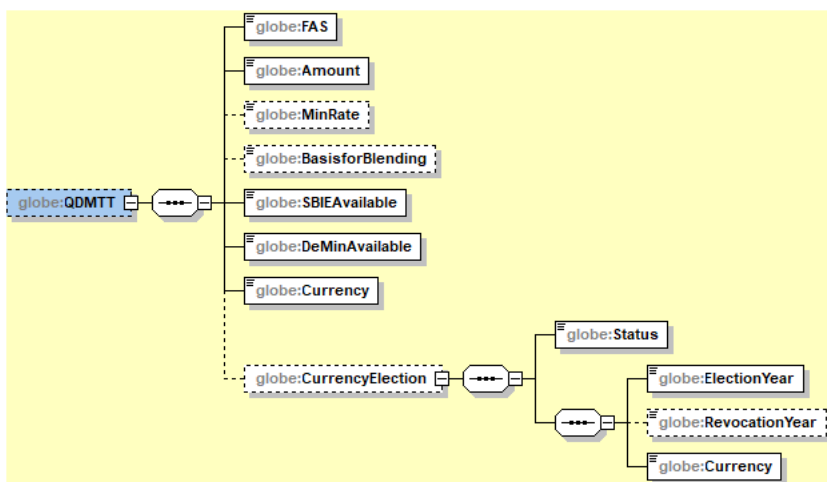 globe:FAS
globe:Amount
globe:MinRate
globe:BasisforBlending
globe:QDMTT
globe:SBIEAvailable
globe:DeMinAvailable
globe:Currency
globe:Status
globe:CurrencyElection
globe:ElectionYear
globe:RevocationYear
globe:Currency